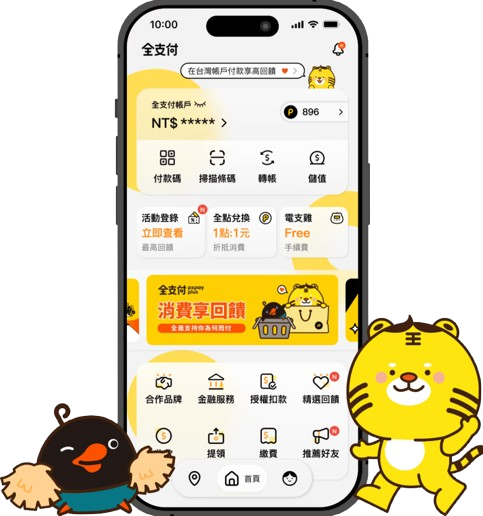 10:00
全支付
在台灣帳戶付款享高回饋
全支付帳戶
P 896
NT$ *****
付款碼 掃描條碼 轉帳 儲值
活動登錄 N 全點兌換 P 電支雞
立即查看 1點:1元 Free
最高回饋 折抵消費 手續費
全支付 pxpay plus
消費享回饋
全盈支持你為何而付
合作品牌 金融服務 授權扣款 N 精選回饋
提領 繳費 N 推薦好友
首頁
王